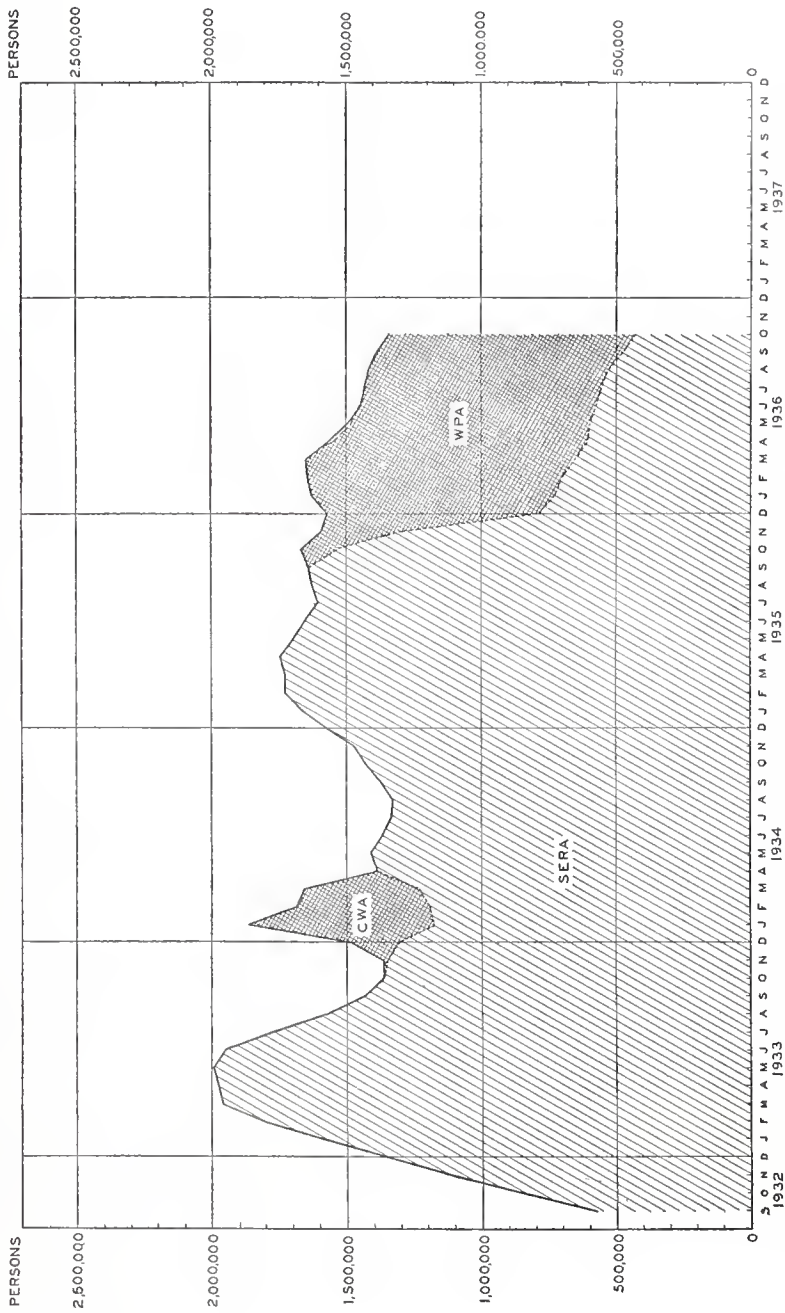 PERSONS PERSONS
2,500,000 2,500,000
2,000,000 2,000,000
1,500,000 1,500,000
CWA
WPA
1,000,000 1,000,000
SERA
500,000 500,000
0 0
S O N D J F M A M J J A S O N D J F M A M J J A S O N D J F M A M J J A S O N D J F M A M J J A S O N D J F M A M J J A S O N D
1932 1933 1934 1935 1936 1937